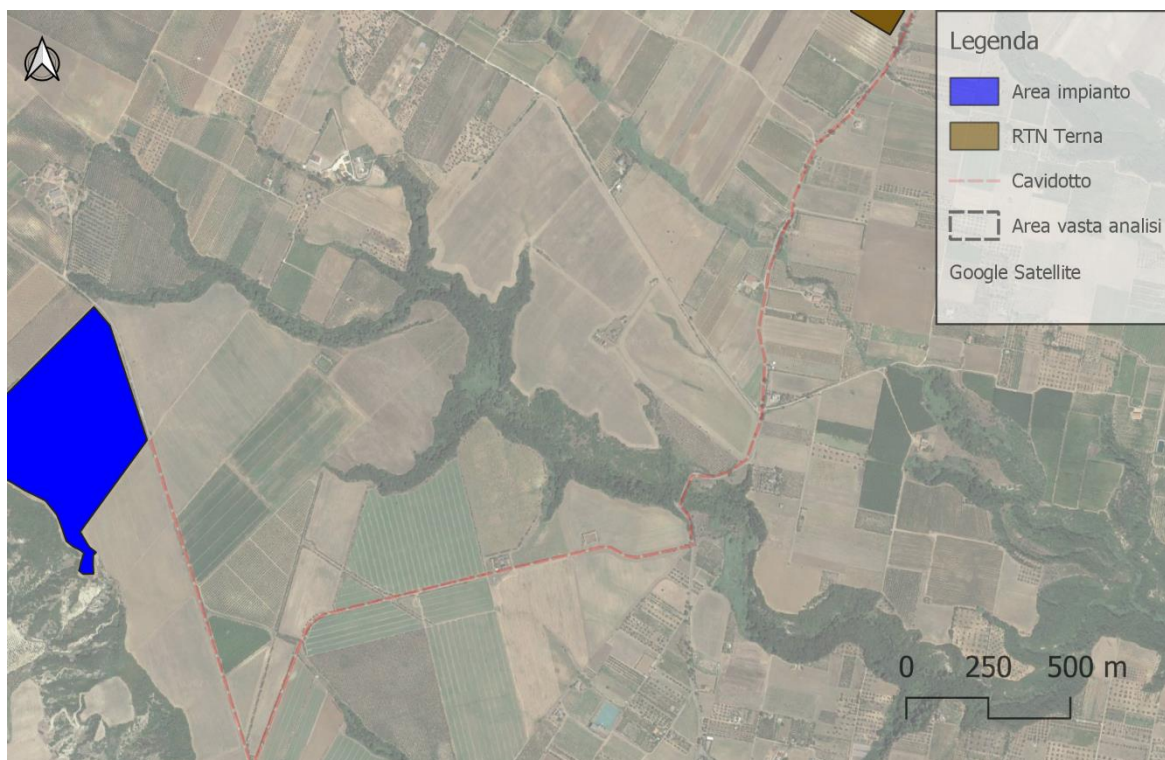 Legenda
Area impianto
RTN Terna
Cavidotto
Area vasta analisi
Google Satellite
0 250 500 m